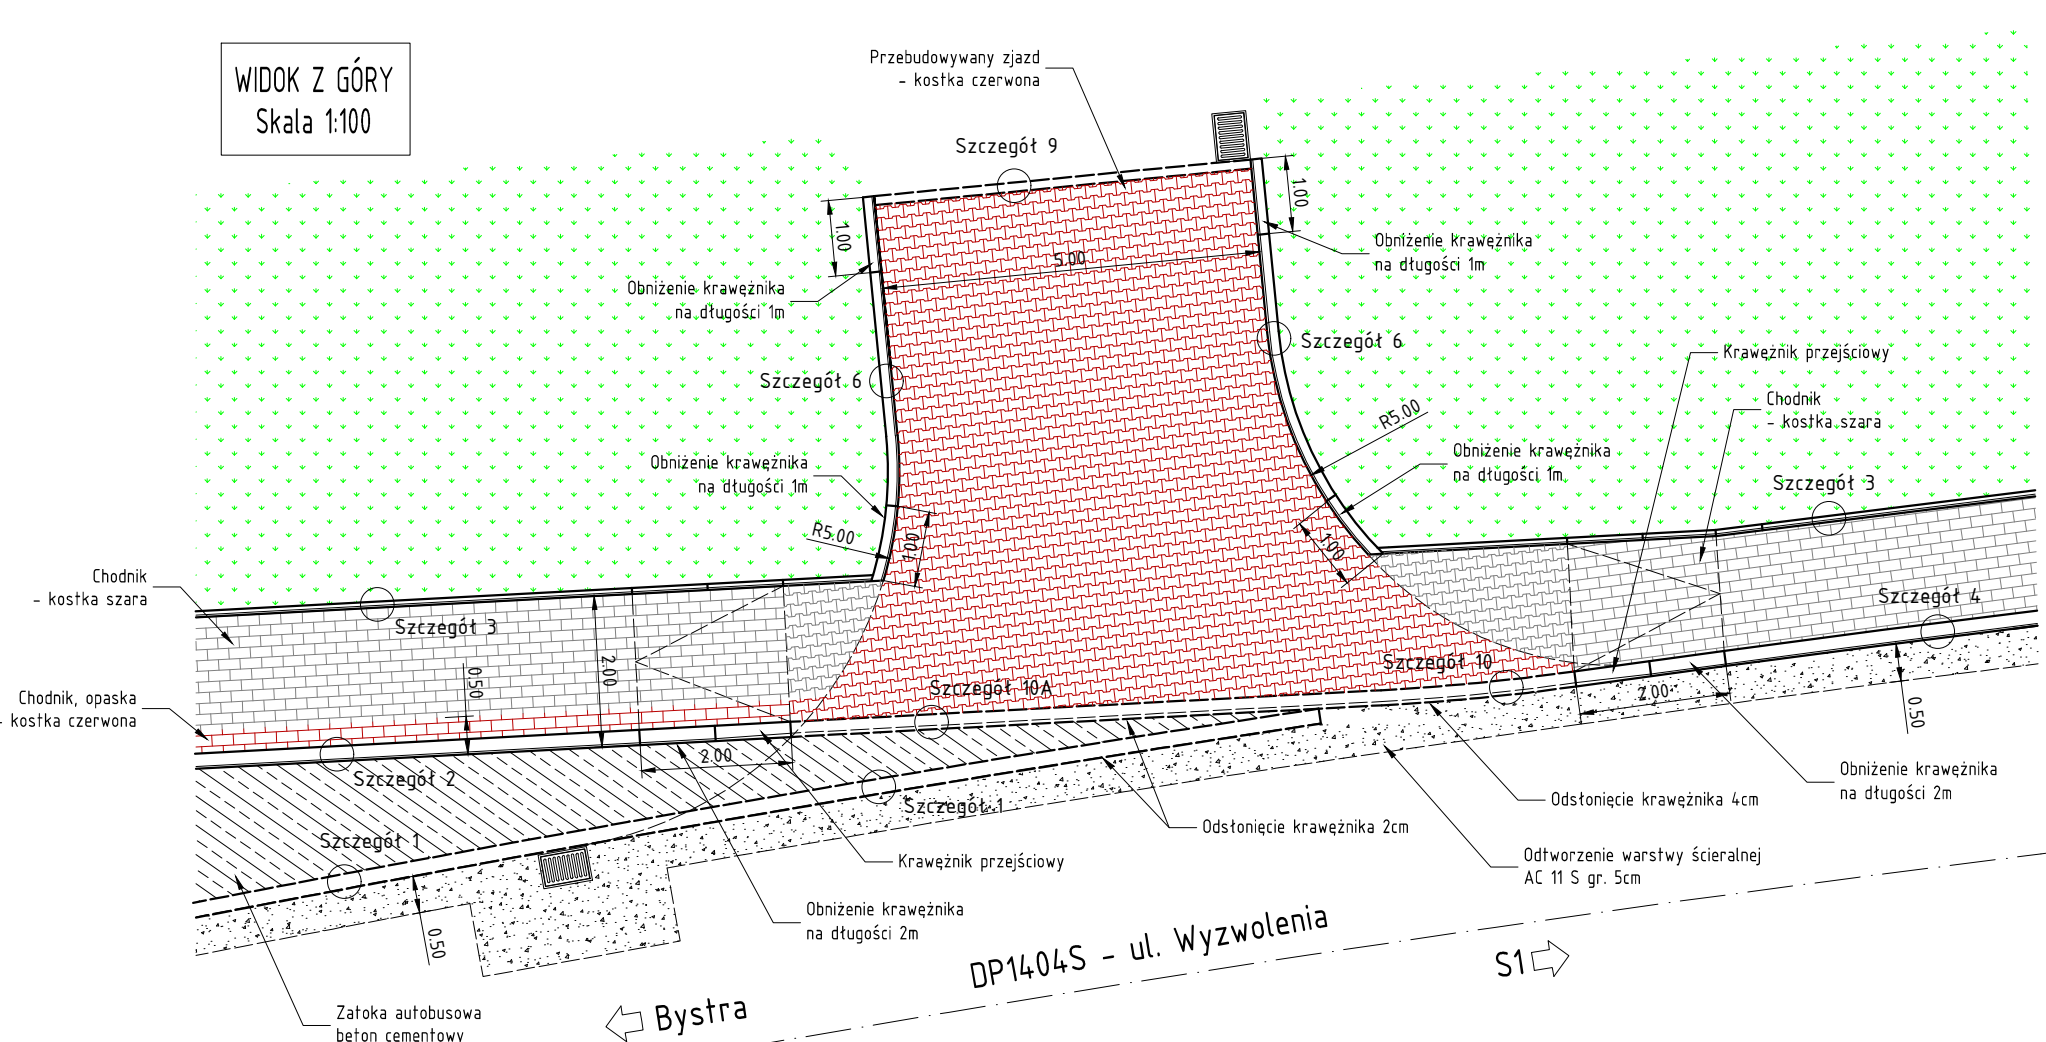 WIDOK Z GÓRY
Skala 1:100
Przebudowywany zjazd
- kostka czerwona
Szczegół 9
1.00
1.00
Obniżenie krawężnika
na długości 1m
5.00
Obniżenie krawężnika
na długości 1m
Szczegół 6
Szczegół 6
Krawężnik przejściowy
Chodnik
- kostka szara
R5.00
Obniżenie krawężnika
na długości 1m
Obniżenie krawężnika
na długości 1m
Szczegół 3
R5.00
1.00
1.00
Chodnik
- kostka szara
Szczegół 3
Szczegół 4
2.00
0.50
Szczegół 10
Szczegół 10A
Chodnik, opaska
- kostka czerwona
2.00
0.50
2.00
Szczegół 2
Szczegół 1
Szczegół 1
Obniżenie krawężnika
na długości 2m
Odsłonięcie krawężnika 4cm
Odsłonięcie krawężnika 2cm
Krawężnik przejściowy
Odtworzenie warstwy ścieralnej
AC 11 S gr. 5cm
Obniżenie krawężnika
na długości 2m
0.50
DP1404S - ul. Wyzwolenia
S1
Bystra
Zatoka autobusowa
beton cementowy